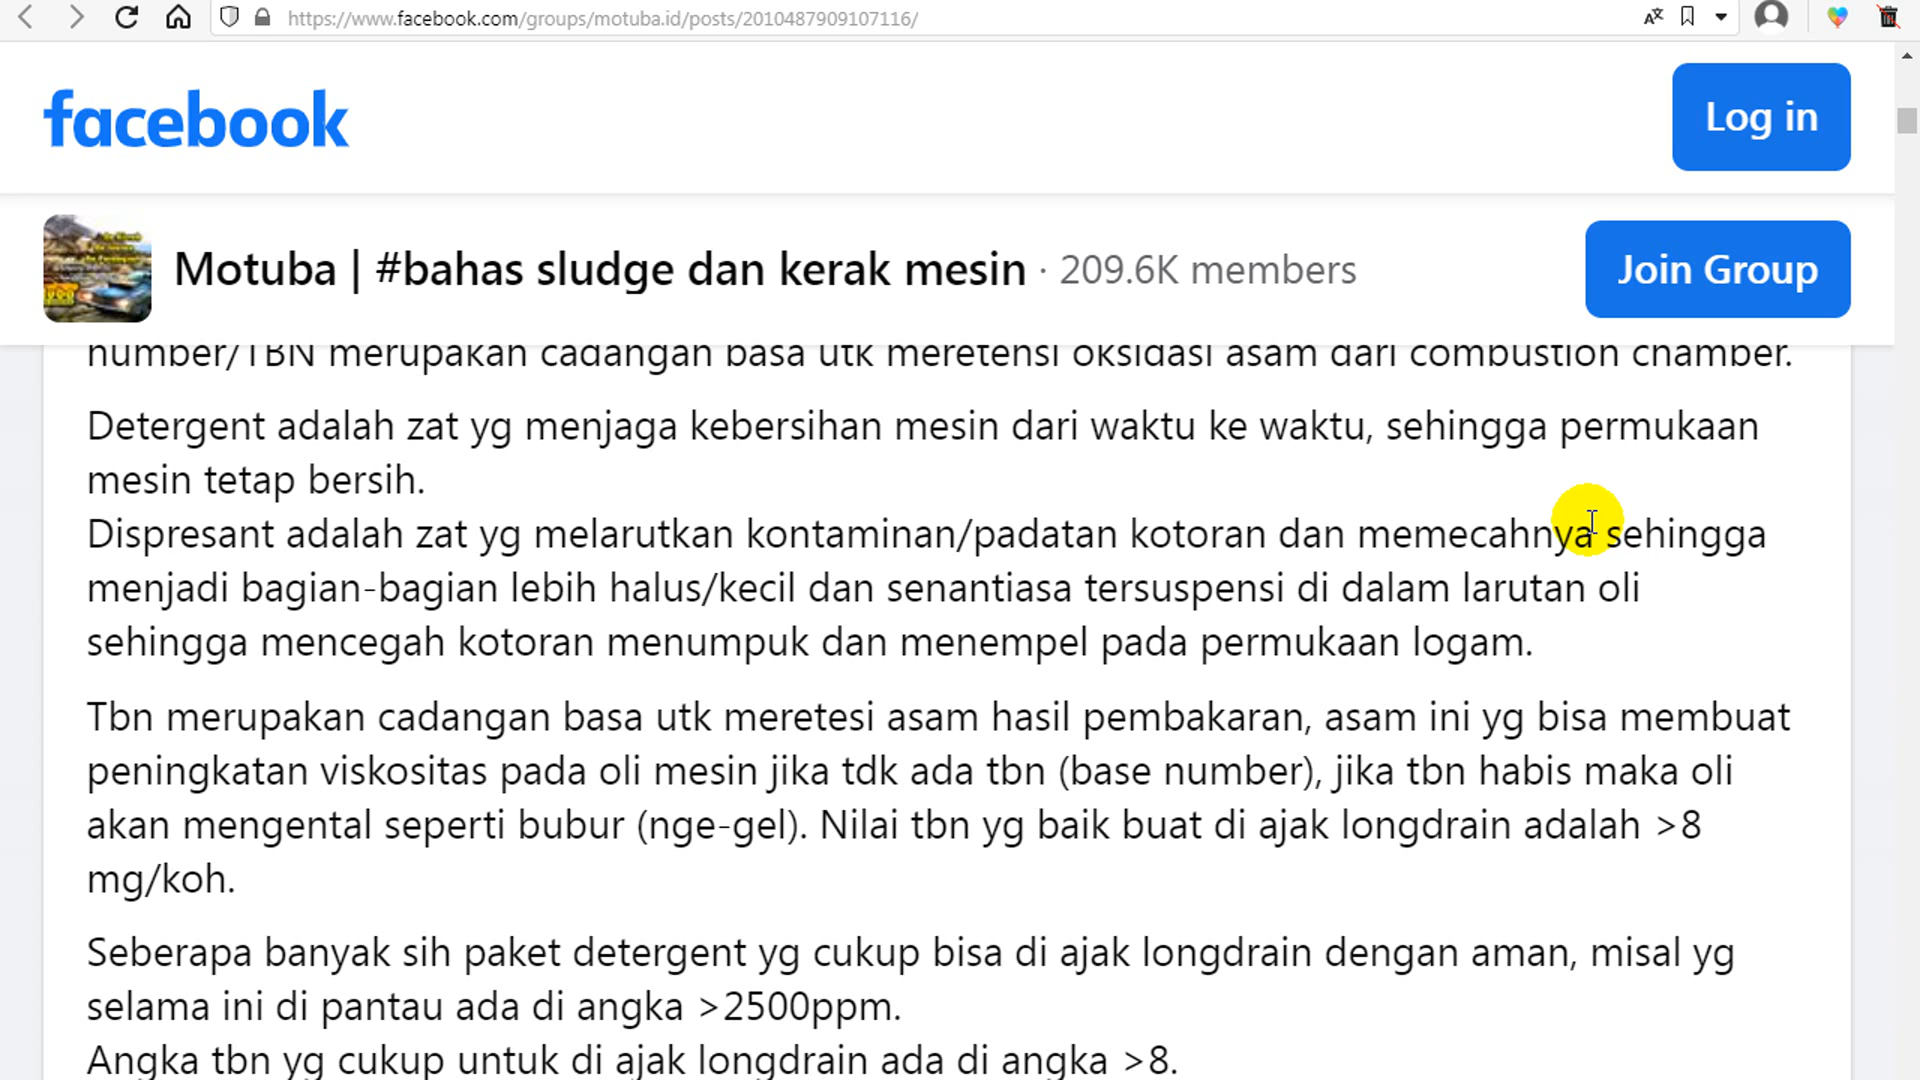 https://www.facebook.com/groups/motuba.id/posts/2010487909107116/
facebook
Log in
Motuba | #bahas sludge dan kerak mesin · 209.6K members
Join Group
number/TBN merupakan cadangan basa utk meretensi oksidasi asam dari combustion chamber.
Detergent adalah zat yg menjaga kebersihan mesin dari waktu ke waktu, sehingga permukaan
mesin tetap bersih.
Dispresant adalah zat yg melarutkan kontaminan/padatan kotoran dan memecahnya sehingga
menjadi bagian-bagian lebih halus/kecil dan senantiasa tersuspensi di dalam larutan oli
sehingga mencegah kotoran menumpuk dan menempel pada permukaan logam.
Tbn merupakan cadangan basa utk meretesi asam hasil pembakaran, asam ini yg bisa membuat
peningkatan viskositas pada oli mesin jika tdk ada tbn (base number), jika tbn habis maka oli
akan mengental seperti bubur (nge-gel). Nilai tbn yg baik buat di ajak longdrain adalah >8
mg/koh.
Seberapa banyak sih paket detergent yg cukup bisa di ajak longdrain dengan aman, misal yg
selama ini di pantau ada di angka >2500ppm.
Angka tbn yg cukup untuk di ajak longdrain ada di angka >8.